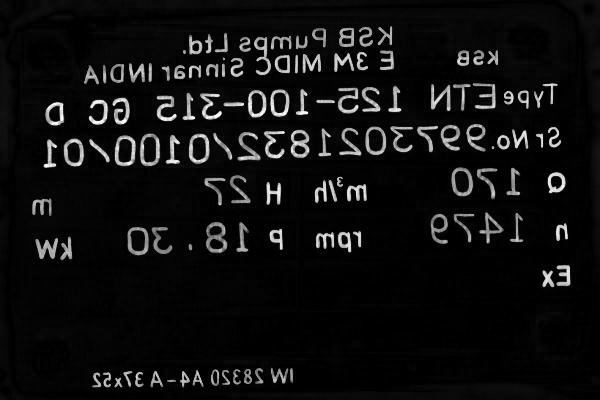 KSB Pumps Ltd.
KSB E 3M MIDC Sinnar INDIA
Type ETN 125-100-315 GC D
Sr No. 9973021832/0100/01
Q 170 m³/h H 27 m
n 1479 rpm P 18.30 kW
Ex
IW 28320 A4-A 37x52